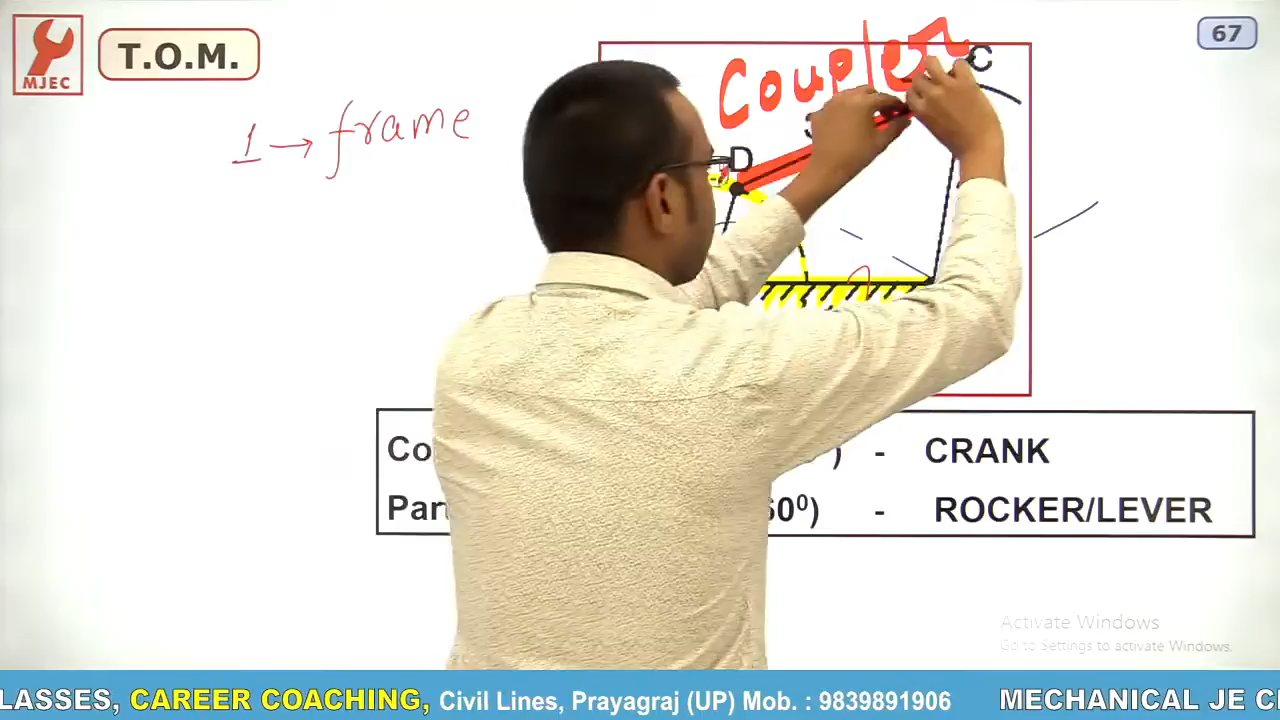 67
T.O.M.
MJEC
Coupler
C
1 → frame
D
Co ) - CRANK
Par 60⁰) - ROCKER/LEVER
Activate Windows
Go to Settings to activate Windows.
LASSES, CAREER COACHING, Civil Lines, Prayagraj (UP) Mob. : 9839891906 MECHANICAL JE C